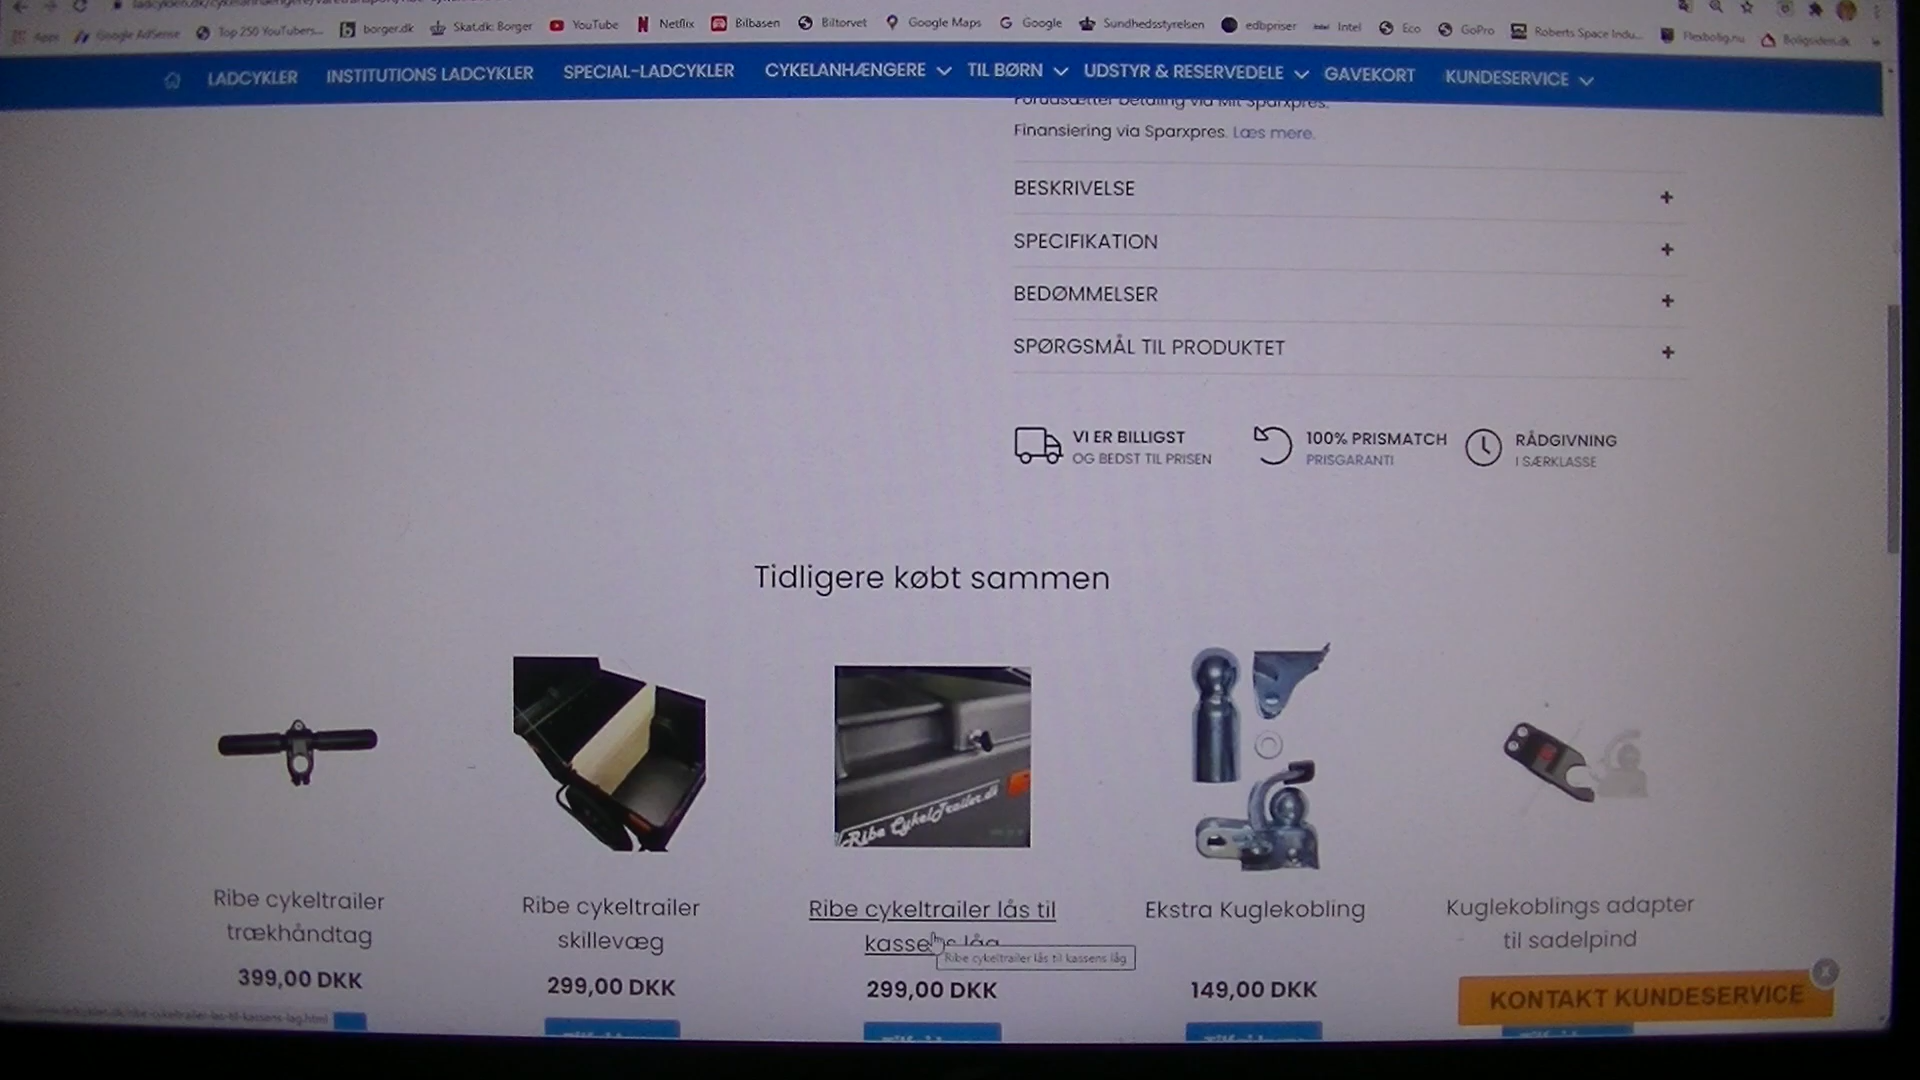 Apps Google AdSense Top 250 YouTubers... borger.dk Skat.dk: Borger YouTube Netflix Bilbasen Biltorvet Google Maps Google Sundhedsstyrelsen edbpriser Intel Eco GoPro Roberts Space Indu... Flexbolig.nu Boligsiden.dk
LADCYKLER INSTITUTIONS LADCYKLER SPECIAL-LADCYKLER CYKELANHÆNGERE TIL BØRN UDSTYR & RESERVEDELE GAVEKORT KUNDESERVICE
Forudsætter betaling via Mit Sparxpres.
Finansiering via Sparxpres. Læs mere.
BESKRIVELSE +
SPECIFIKATION +
BEDØMMELSER +
SPØRGSMÅL TIL PRODUKTET +
VI ER BILLIGST
OG BEDST TIL PRISEN
100% PRISMATCH
PRISGARANTI
RÅDGIVNING
I SÆRKLASSE
Tidligere købt sammen
Ribe CykelTrailer.dk
Ribe cykeltrailer
trækhåndtag
399,00 DKK
Ribe cykeltrailer
skillevæg
299,00 DKK
Ribe cykeltrailer lås til
kassens låg
Ribe cykeltrailer lås til kassens låg
299,00 DKK
Ekstra Kuglekobling
149,00 DKK
Kuglekoblings adapter
til sadelpind
KONTAKT KUNDESERVICE
x